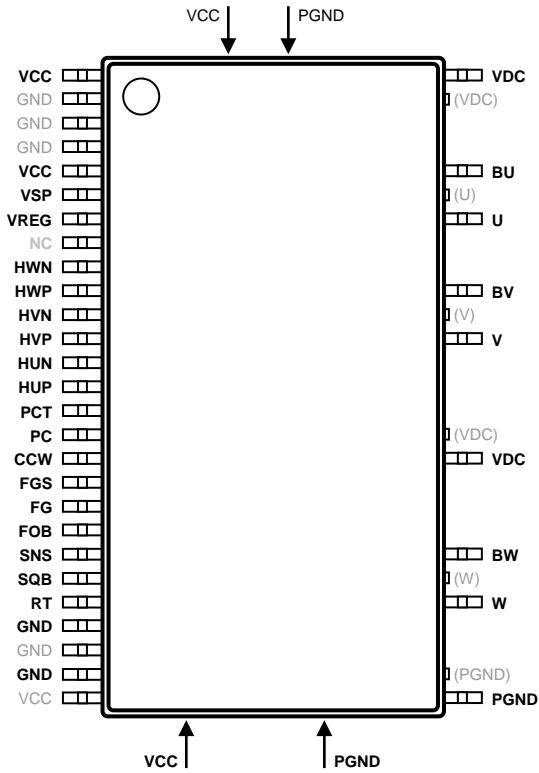 VCC
PGND
VCC
GND
GND
GND
VCC
VSP
VREG
NC
HWN
HWP
HVN
HVP
HUN
HUP
PCT
PC
CCW
FGS
FG
FOB
SNS
SQB
RT
GND
GND
GND
VCC
VDC
(VDC)
BU
(U)
U
BV
(V)
V
(VDC)
VDC
BW
(W)
W
(PGND)
PGND
VCC
PGND